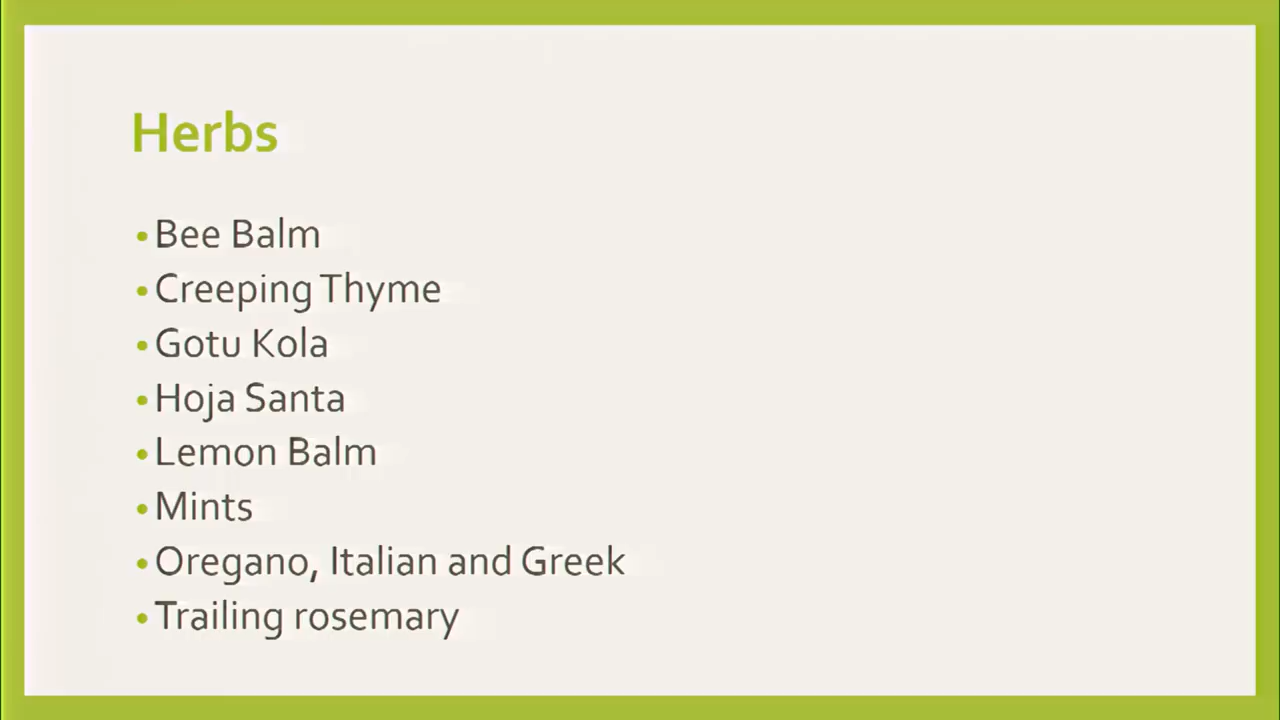 Herbs
• Bee Balm
• Creeping Thyme
• Gotu Kola
• Hoja Santa
• Lemon Balm
• Mints
• Oregano, Italian and Greek
• Trailing rosemary